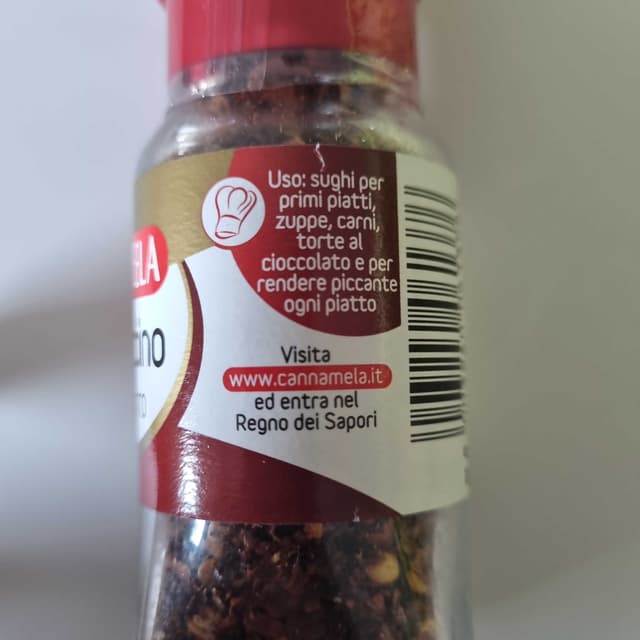 Uso: sughi per
primi piatti,
zuppe, carni,
torte al
cioccolato e per
rendere piccante
ogni piatto
Visita
www.cannamela.it
ed entra nel
Regno dei Sapori